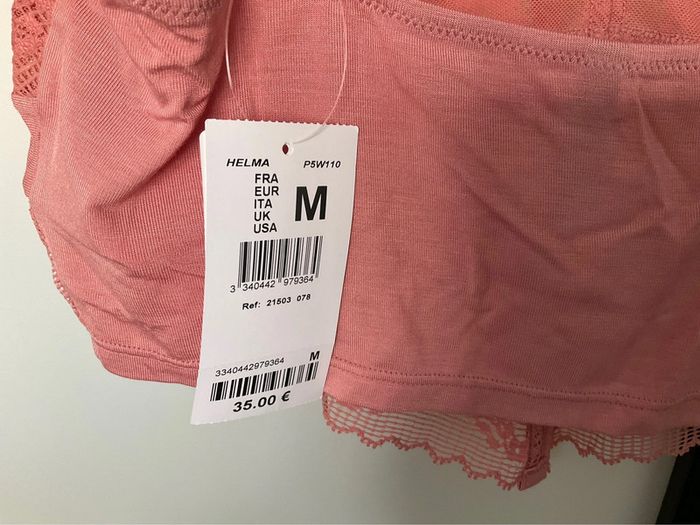 HELMA P5W110
FRA
EUR
ITA
UK
USA
M
3 340442 979364
Ref: 21503 078
3340442979364 M
35.00 €